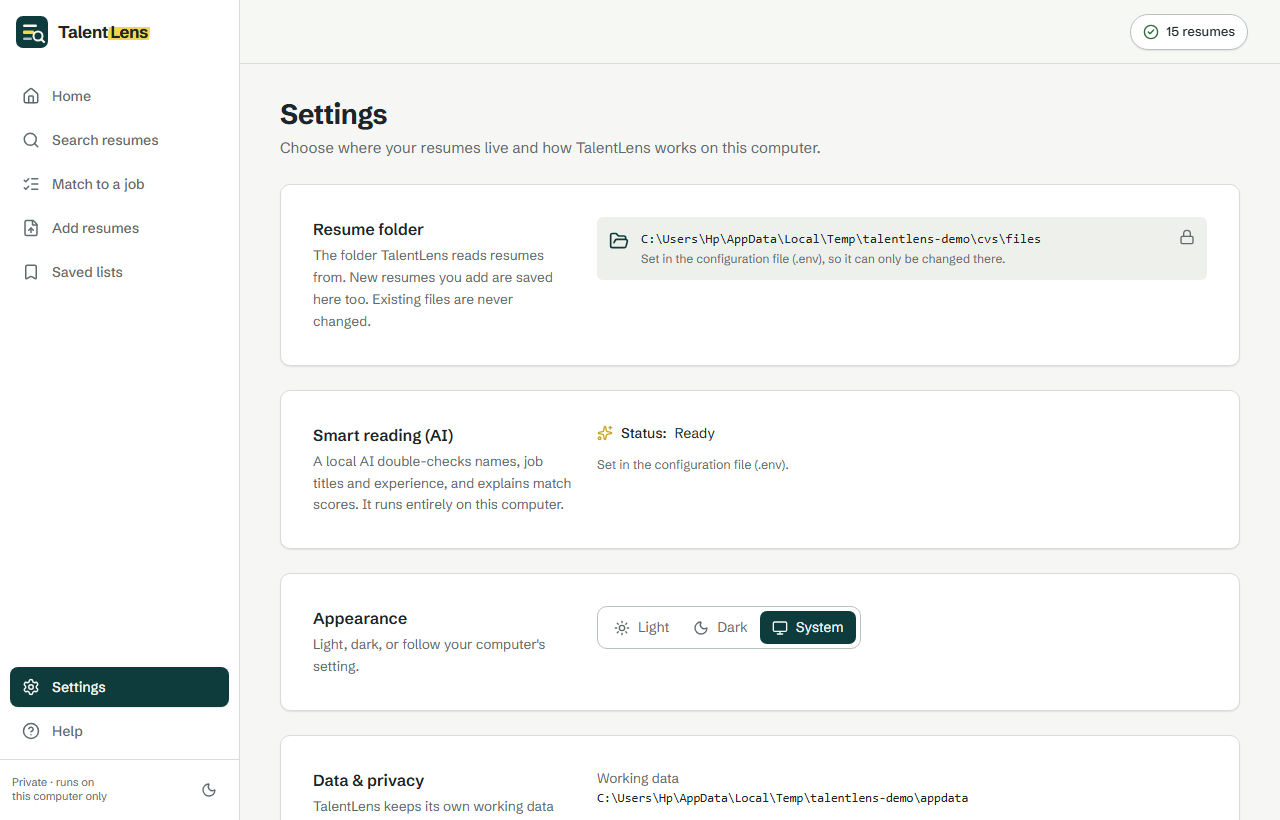 TalentLens
15 resumes
Home
Search resumes
Match to a job
Add resumes
Saved lists
Settings
Help
Private · runs on
this computer only
Settings
Choose where your resumes live and how TalentLens works on this computer.
Resume folder
The folder TalentLens reads resumes
from. New resumes you add are saved
here too. Existing files are never
changed.
C:\Users\Hp\AppData\Local\Temp\talentlens-demo\cvs\files
Set in the configuration file (.env), so it can only be changed there.
Smart reading (AI)
A local AI double-checks names, job
titles and experience, and explains match
scores. It runs entirely on this computer.
Status: Ready
Set in the configuration file (.env).
Appearance
Light, dark, or follow your computer's
setting.
Light Dark System
Data & privacy
TalentLens keeps its own working data
Working data
C:\Users\Hp\AppData\Local\Temp\talentlens-demo\appdata